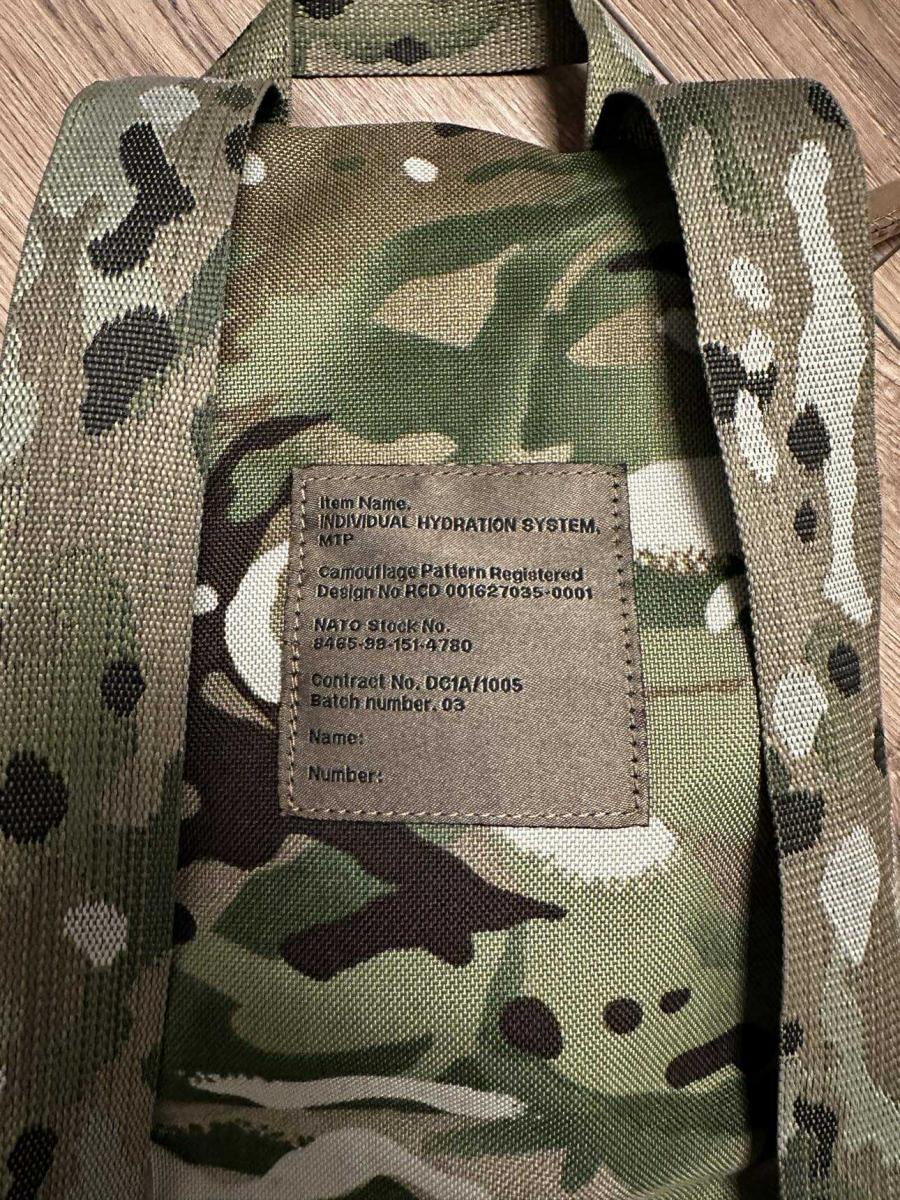 Item Name.
INDIVIDUAL HYDRATION SYSTEM,
MTP
Camouflage Pattern Registered
Design No RCD 001627035-0001
NATO Stock No.
8465-99-151-4780
Contract No. DC1A/1005
Batch number. 03
Name:
Number: